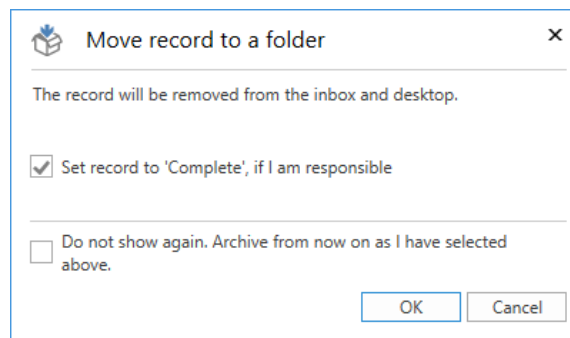 Move record to a folder
The record will be removed from the inbox and desktop.
Set record to 'Complete', if I am responsible
Do not show again. Archive from now on as I have selected
above.
OK
Cancel